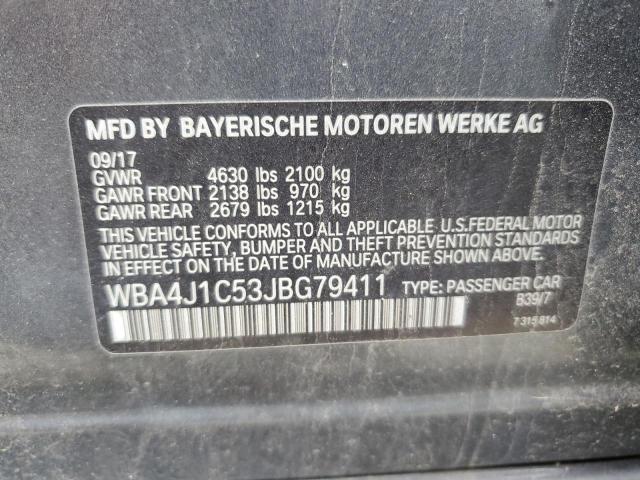 MFD BY BAYERISCHE MOTOREN WERKE AG
09/17
GVWR 4630 lbs 2100 kg
GAWR FRONT 2138 lbs 970 kg
GAWR REAR 2679 lbs 1215 kg
THIS VEHICLE CONFORMS TO ALL APPLICABLE U.S.FEDERAL MOTOR
VEHICLE SAFETY, BUMPER AND THEFT PREVENTION STANDARDS
IN EFFECT ON THE DATE OF MANUFACTURE SHOWN ABOVE.
WBA4J1C53JBG79411 TYPE: PASSENGER CAR
B39/7
7 315 814